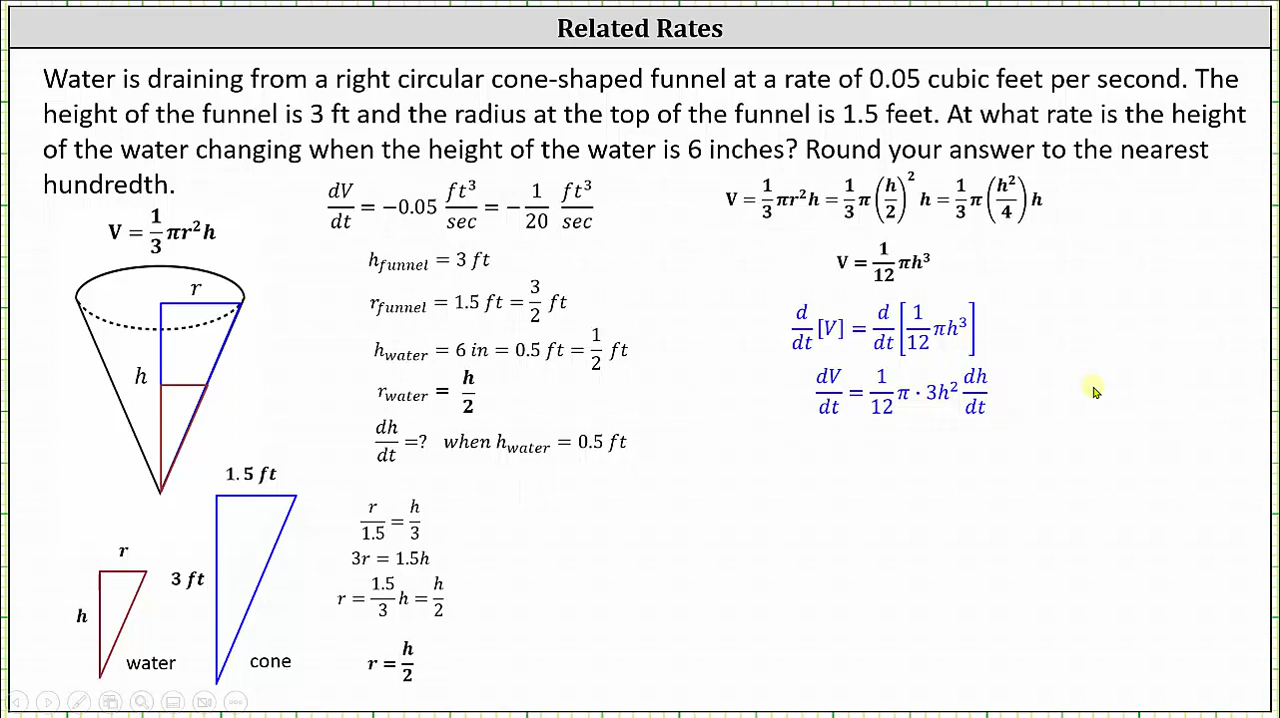 Related Rates
Water is draining from a right circular cone-shaped funnel at a rate of 0.05 cubic feet per second. The
height of the funnel is 3 ft and the radius at the top of the funnel is 1.5 feet. At what rate is the height
of the water changing when the height of the water is 6 inches? Round your answer to the nearest
hundredth.
V = 1/3 πr²h
r
h
dV/dt = −0.05 ft³/sec = −1/20 ft³/sec
h_funnel = 3 ft
r_funnel = 1.5 ft = 3/2 ft
h_water = 6 in = 0.5 ft = 1/2 ft
r_water = h/2
dh/dt =? when h_water = 0.5 ft
r/1.5 = h/3
3r = 1.5h
r = 1.5/3 h = h/2
r = h/2
1.5 ft
3 ft
cone
r
h
water
V = 1/3 πr²h = 1/3 π(h/2)² h = 1/3 π(h²/4) h
V = 1/12 πh³
d/dt [V] = d/dt [1/12 πh³]
dV/dt = 1/12 π · 3h² dh/dt